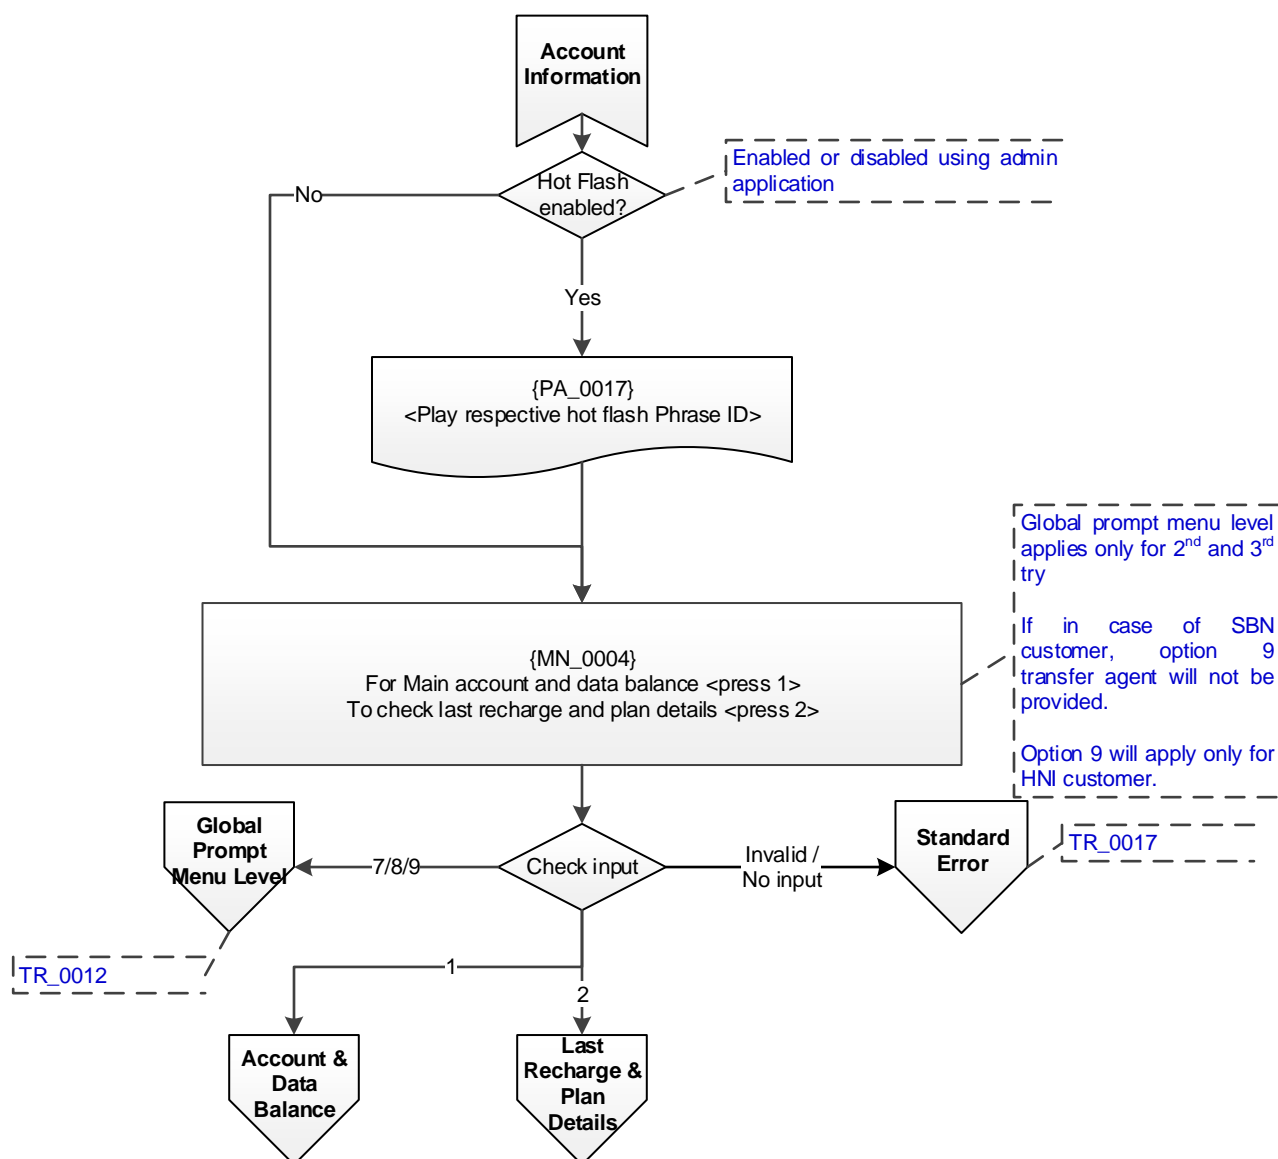 Account
Information
Hot Flash
enabled?
Enabled or disabled using admin
application
No
Yes
{PA_0017}
<Play respective hot flash Phrase ID>
Global prompt menu level
applies only for 2nd and 3rd
try
If in case of SBN
customer, option 9
transfer agent will not be
provided.
Option 9 will apply only for
HNI customer.
{MN_0004}
For Main account and data balance <press 1>
To check last recharge and plan details <press 2>
Global
Prompt
Menu Level
7/8/9
Check input
Invalid /
No input
Standard
Error
TR_0017
TR_0012
1
2
Account &
Data
Balance
Last
Recharge &
Plan
Details